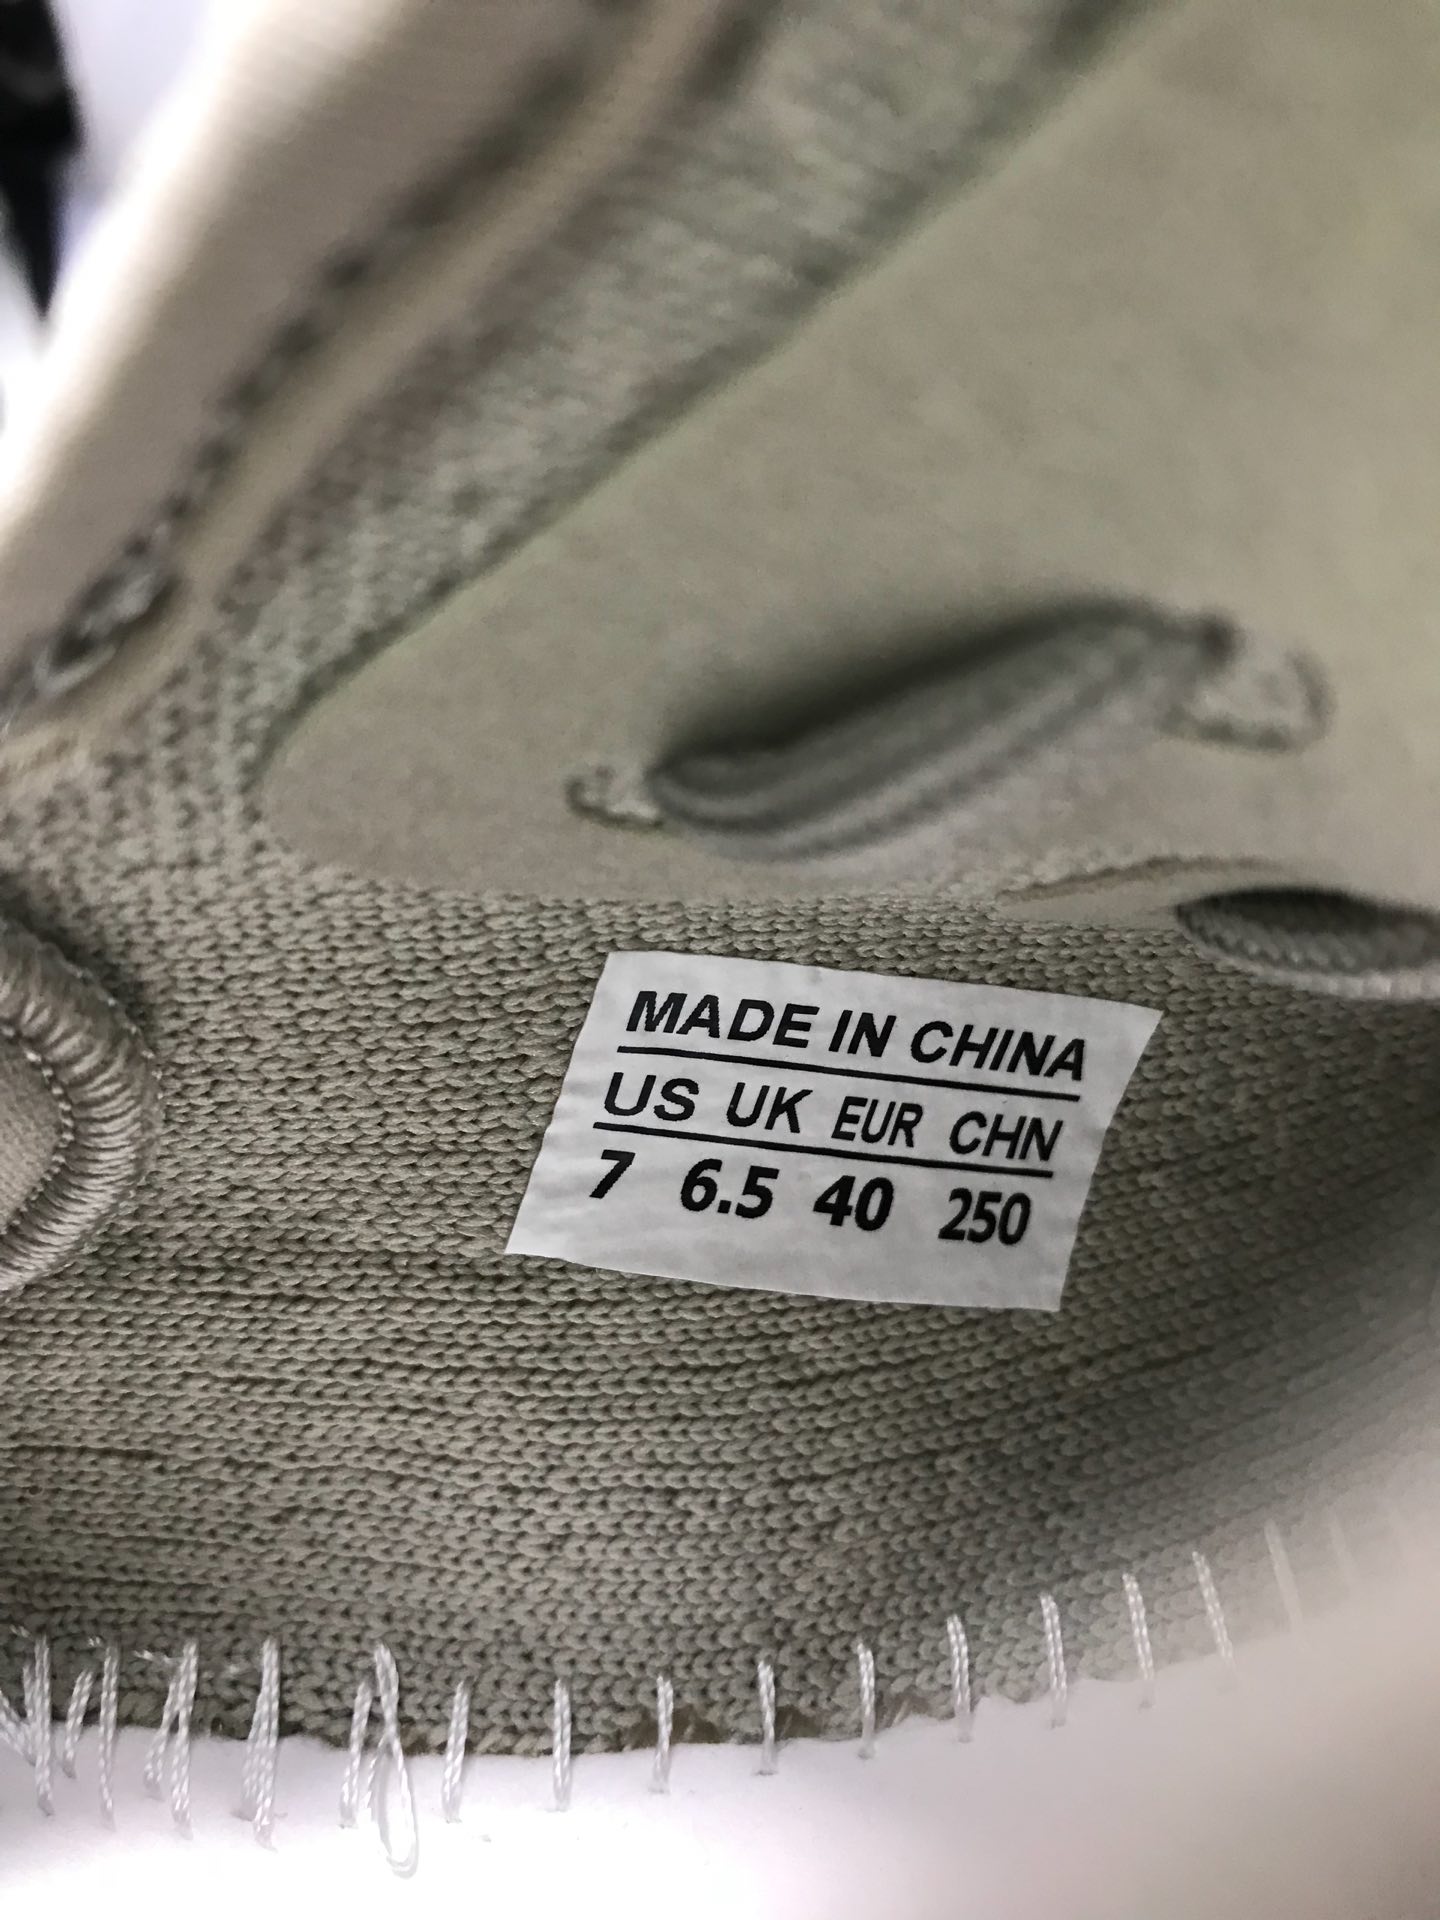 MADE IN CHINA
US UK EUR CHN
7 6.5 40 250